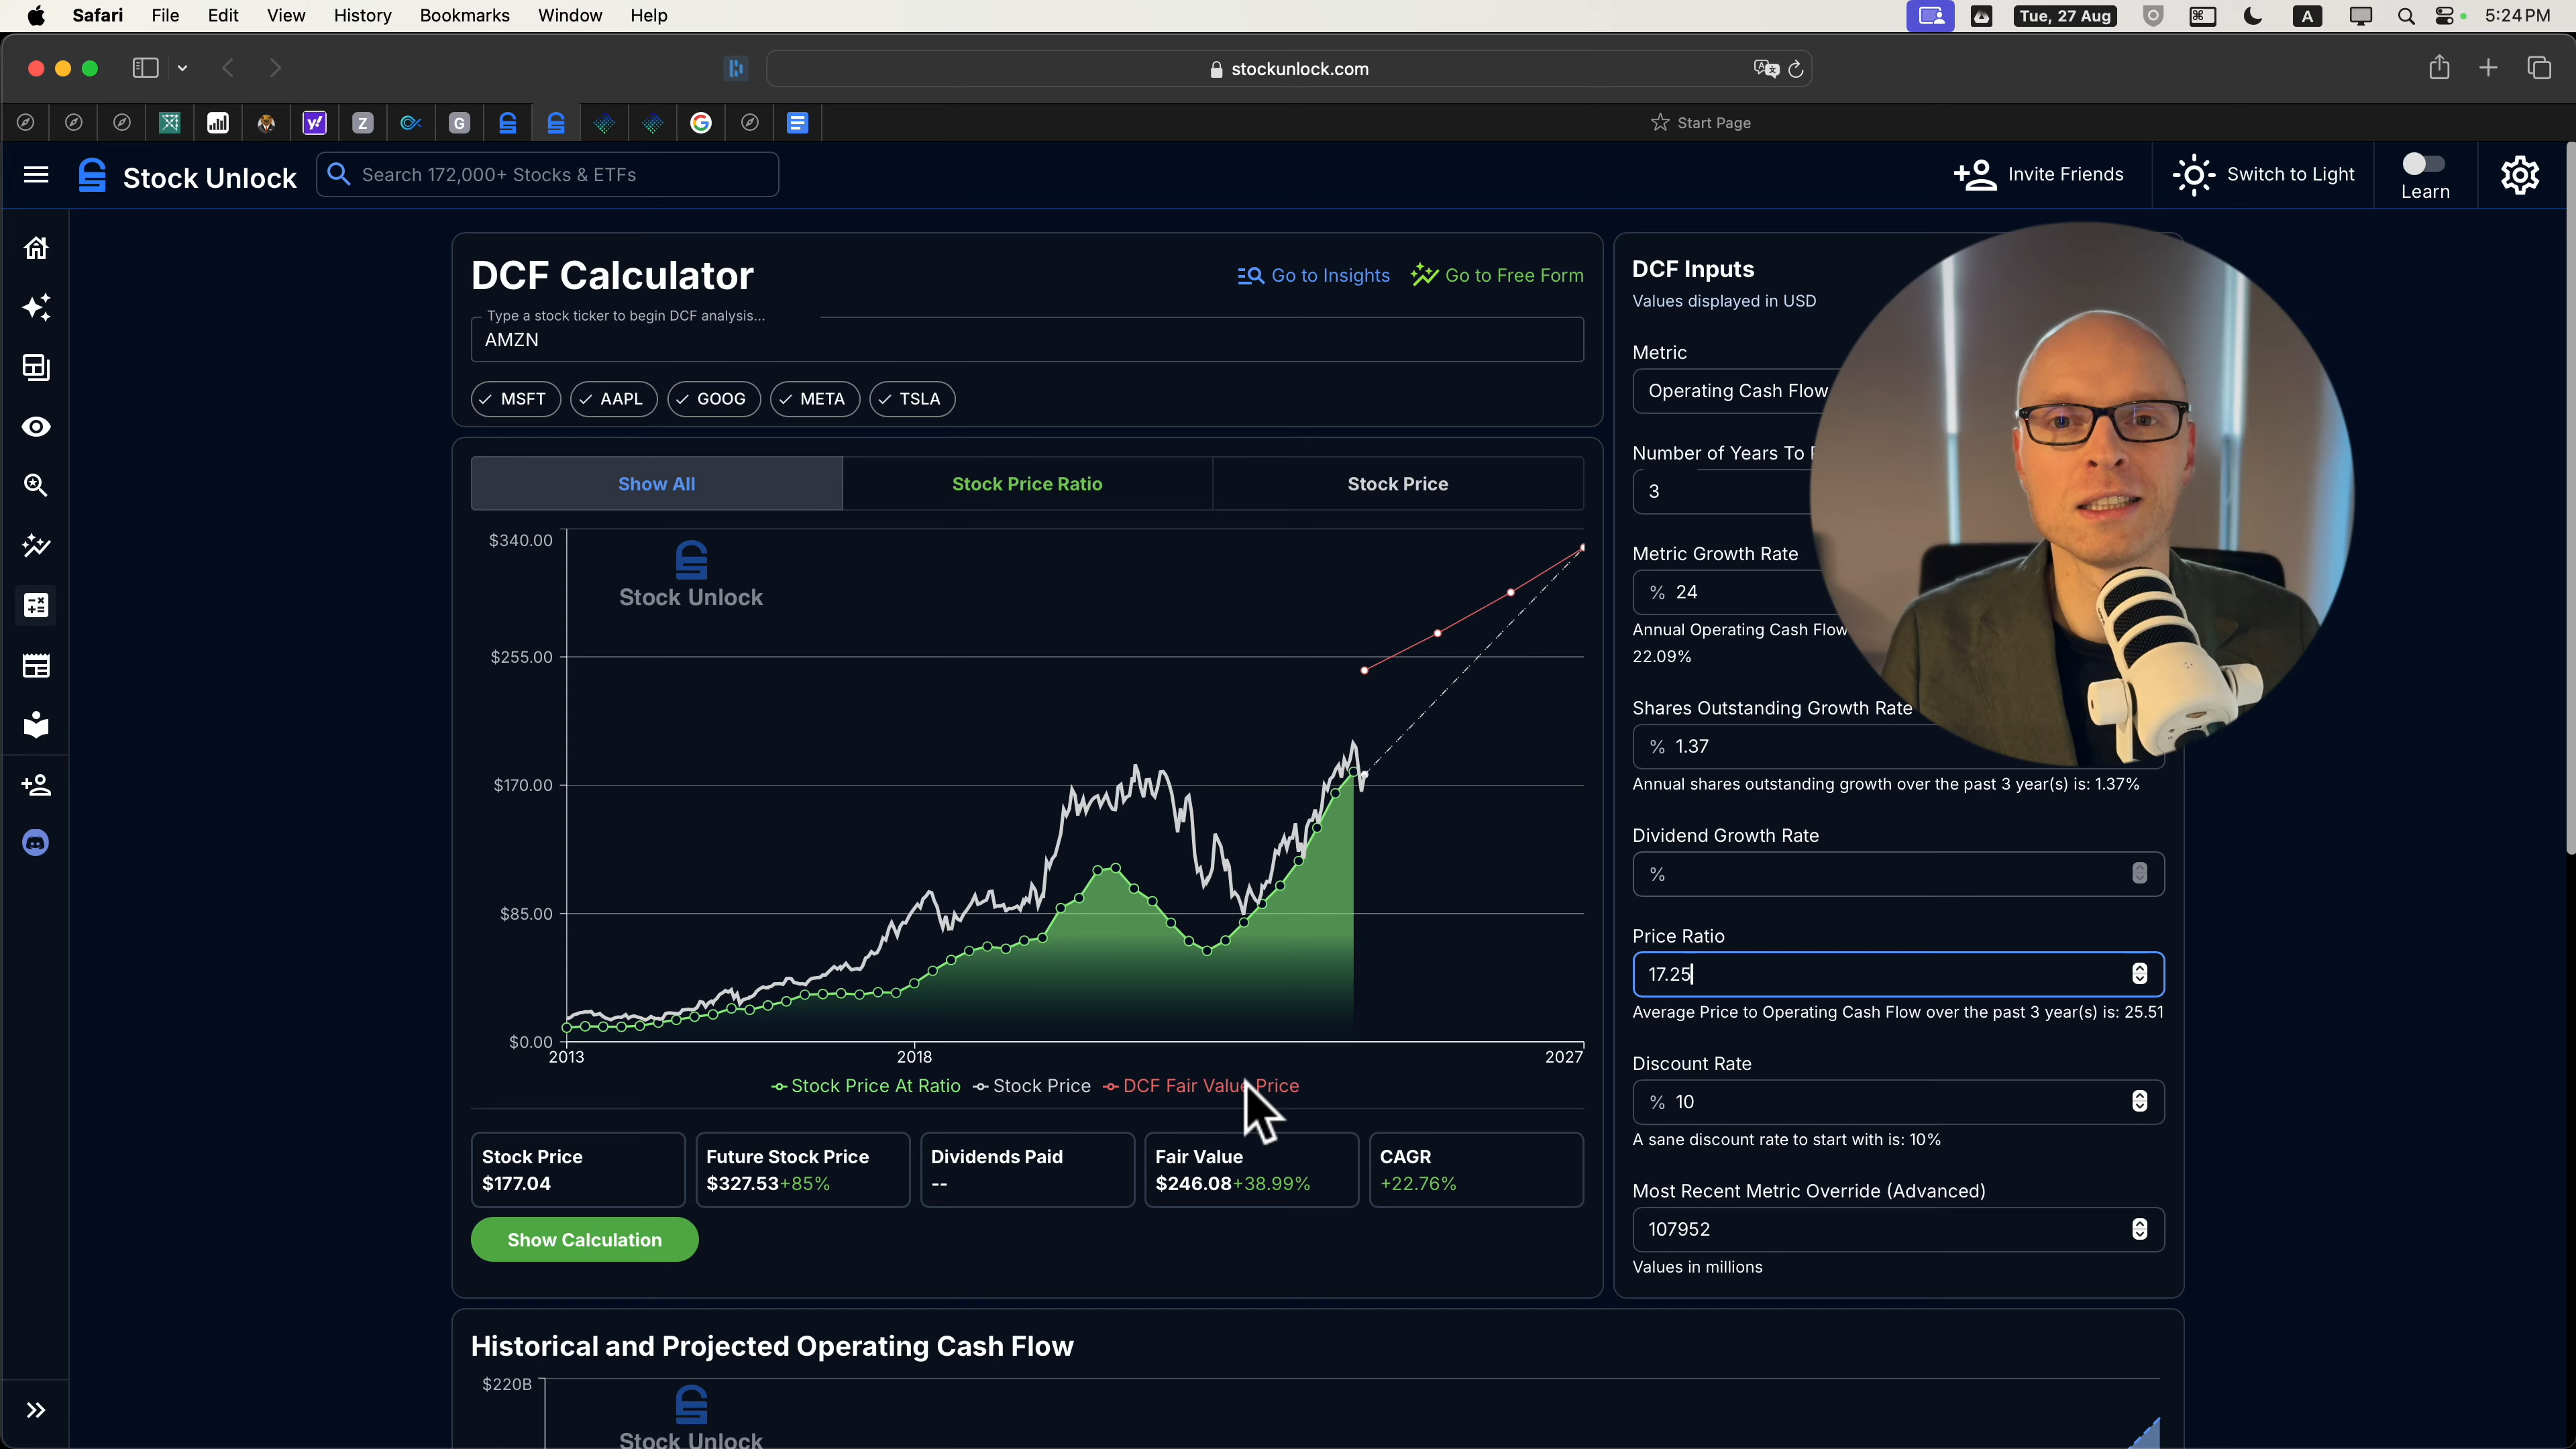 Safari File Edit View History Bookmarks Window Help
Tue, 27 Aug
A
5:24 PM
stockunlock.com
y!
Z
G
Start Page
Stock Unlock
Search 172,000+ Stocks & ETFs
Invite Friends
Switch to Light
Learn
DCF Calculator
Go to Insights
Go to Free Form
Type a stock ticker to begin DCF analysis...
AMZN
MSFT
AAPL
GOOG
META
TSLA
Show All
Stock Price Ratio
Stock Price
$340.00
$255.00
$170.00
$85.00
$0.00
Stock Unlock
2013
2018
2027
Stock Price At Ratio
Stock Price
DCF Fair Value Price
Stock Price
$177.04
Future Stock Price
$327.53+85%
Dividends Paid
--
Fair Value
$246.08+38.99%
CAGR
+22.76%
Show Calculation
DCF Inputs
Values displayed in USD
Metric
Operating Cash Flow
Number of Years To
3
Metric Growth Rate
% 24
Annual Operating Cash Flow
22.09%
Shares Outstanding Growth Rate
% 1.37
Annual shares outstanding growth over the past 3 year(s) is: 1.37%
Dividend Growth Rate
%
Price Ratio
17.25
Average Price to Operating Cash Flow over the past 3 year(s) is: 25.51
Discount Rate
% 10
A sane discount rate to start with is: 10%
Most Recent Metric Override (Advanced)
107952
Values in millions
Historical and Projected Operating Cash Flow
$220B
Stock Unlock